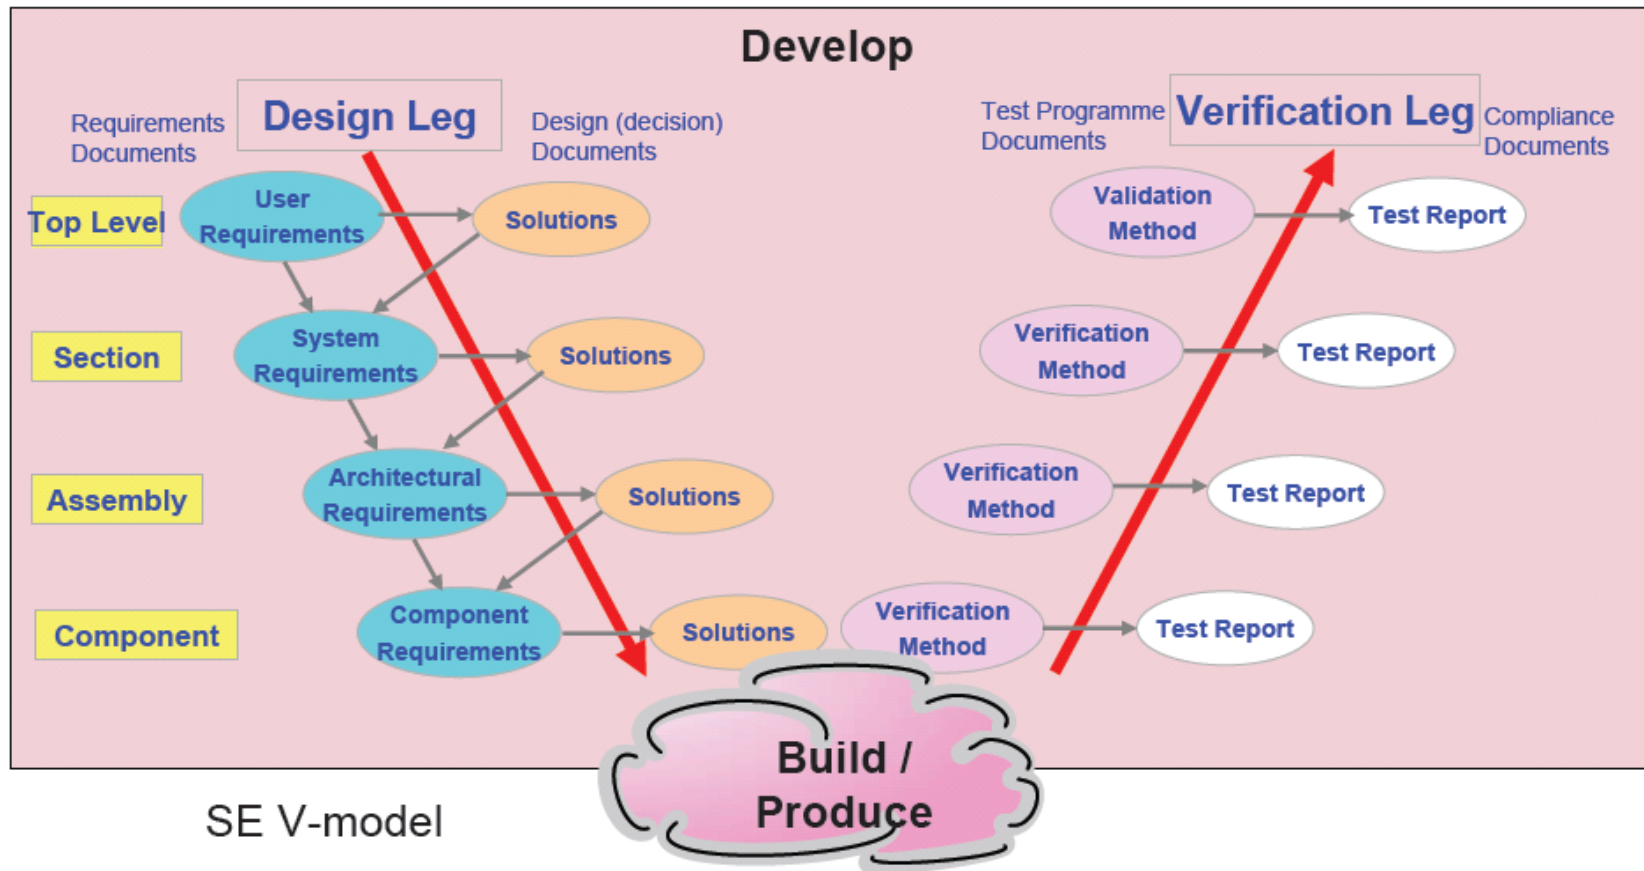 Develop
Requirements
Documents
Design Leg
Design (decision)
Documents
Test Programme
Documents
Verification Leg
Compliance
Documents
Top Level
User
Requirements
Solutions
Validation
Method
Test Report
Section
System
Requirements
Solutions
Verification
Method
Test Report
Assembly
Architectural
Requirements
Solutions
Verification
Method
Test Report
Component
Component
Requirements
Solutions
Verification
Method
Test Report
Build /
Produce
SE V-model